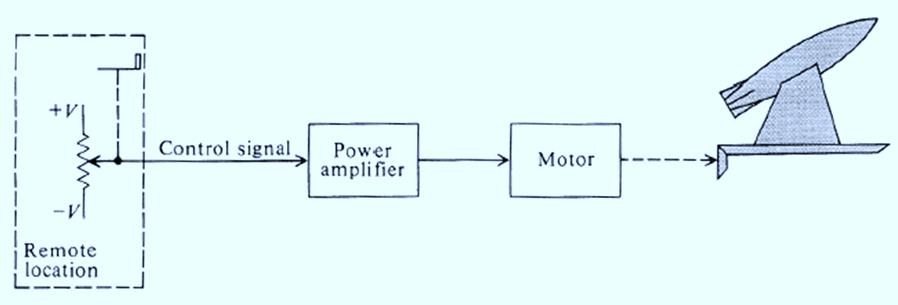 +V
−V
Remote
location
Control signal
Power
amplifier
Motor